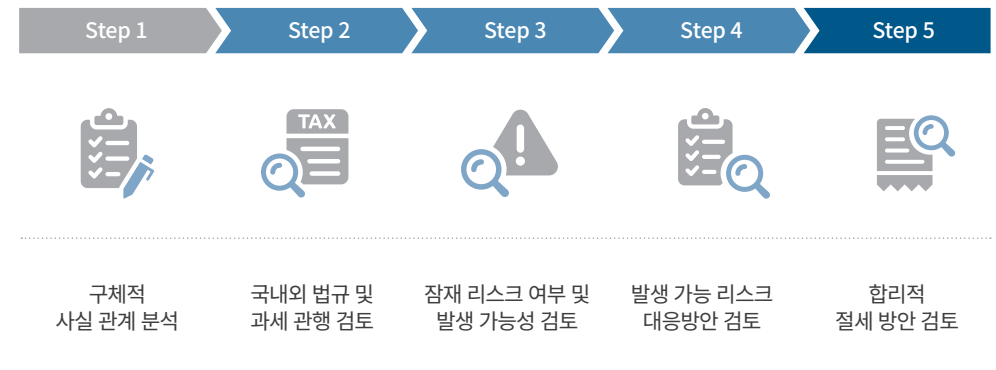 Step 1
Step 2
Step 3
Step 4
Step 5
TAX
구체적
사실 관계 분석
국내외 법규 및
과세 관행 검토
잠재 리스크 여부 및
발생 가능성 검토
발생 가능 리스크
대응방안 검토
합리적
절세 방안 검토